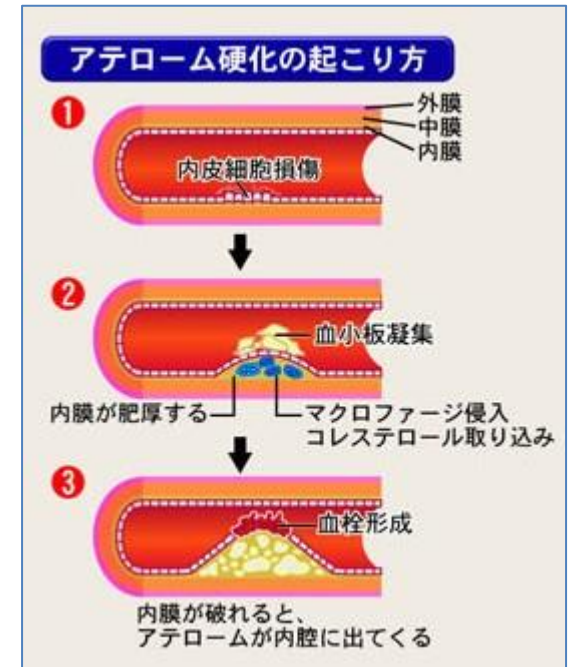 アテローム硬化の起こり方
1
外膜
中膜
内膜
内皮細胞損傷
2
血小板凝集
内膜が肥厚する
マクロファージ侵入
コレステロール取り込み
3
血栓形成
内膜が破れると、
アテロームが内腔に出てくる